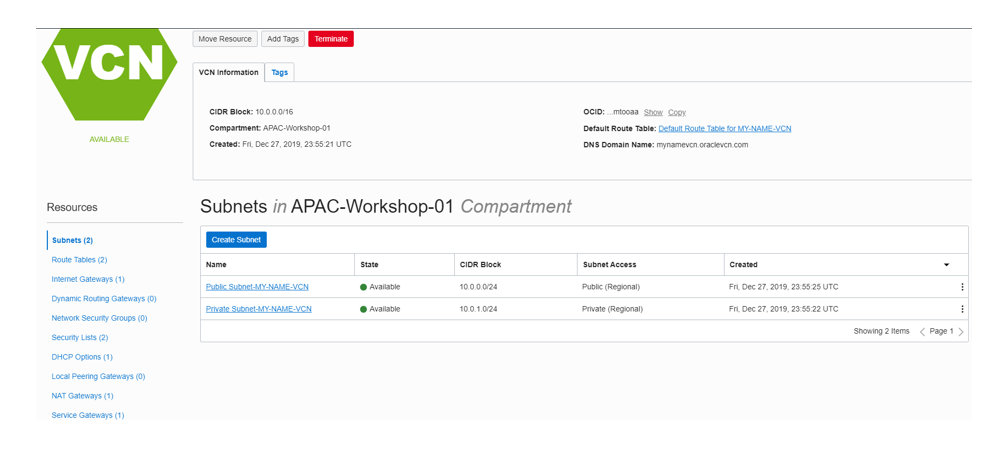 VCN
AVAILABLE
Move Resource Add Tags Terminate
VCN Information Tags
CIDR Block: 10.0.0.0/16
Compartment: APAC-Workshop-01
Created: Fri, Dec 27, 2019, 23:55:21 UTC
OCID: ...mtooaa Show Copy
Default Route Table: Default Route Table for MY-NAME-VCN
DNS Domain Name: mynamevcn.oraclevcn.com
Resources
Subnets (2)
Route Tables (2)
Internet Gateways (1)
Dynamic Routing Gateways (0)
Network Security Groups (0)
Security Lists (2)
DHCP Options (1)
Local Peering Gateways (0)
NAT Gateways (1)
Service Gateways (1)
Subnets in APAC-Workshop-01 Compartment
Create Subnet
Name State CIDR Block Subnet Access Created
Public Subnet-MY-NAME-VCN Available 10.0.0.0/24 Public (Regional) Fri, Dec 27, 2019, 23:55:25 UTC
Private Subnet-MY-NAME-VCN Available 10.0.1.0/24 Private (Regional) Fri, Dec 27, 2019, 23:55:22 UTC
Showing 2 Items Page 1